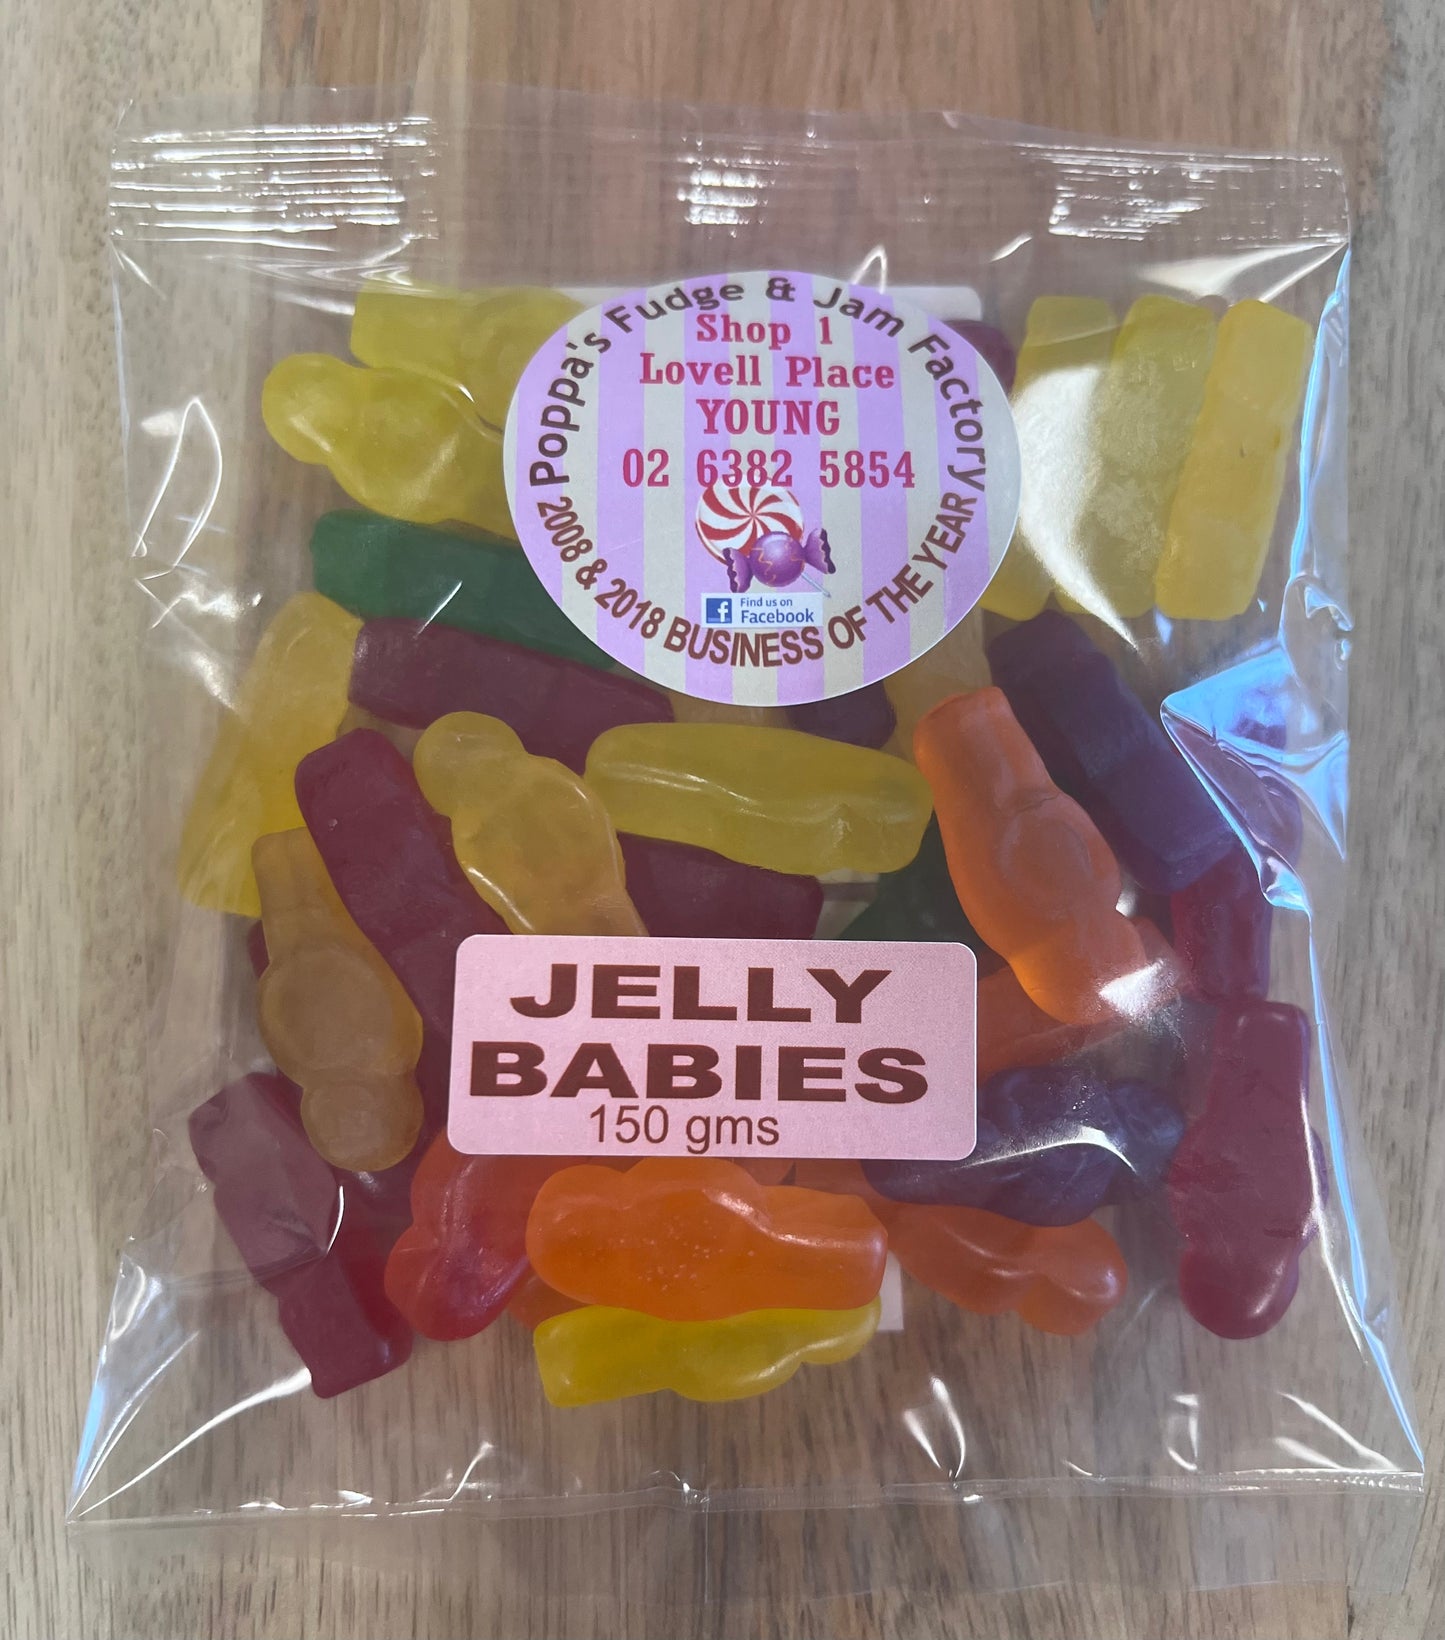 Poppa's Fudge & Jam Factory
Shop 1
Lovell Place
YOUNG
02 6382 5854
Find us on
Facebook
2008 & 2018 BUSINESS OF THE YEAR
JELLY
BABIES
150 gms